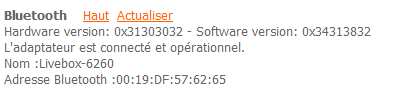 Bluetooth Haut Actualiser
Hardware version: 0x31303032 - Software version: 0x34313832
L'adaptateur est connecté et opérationnel.
Nom :Livebox-6260
Adresse Bluetooth :00:19:DF:57:62:65